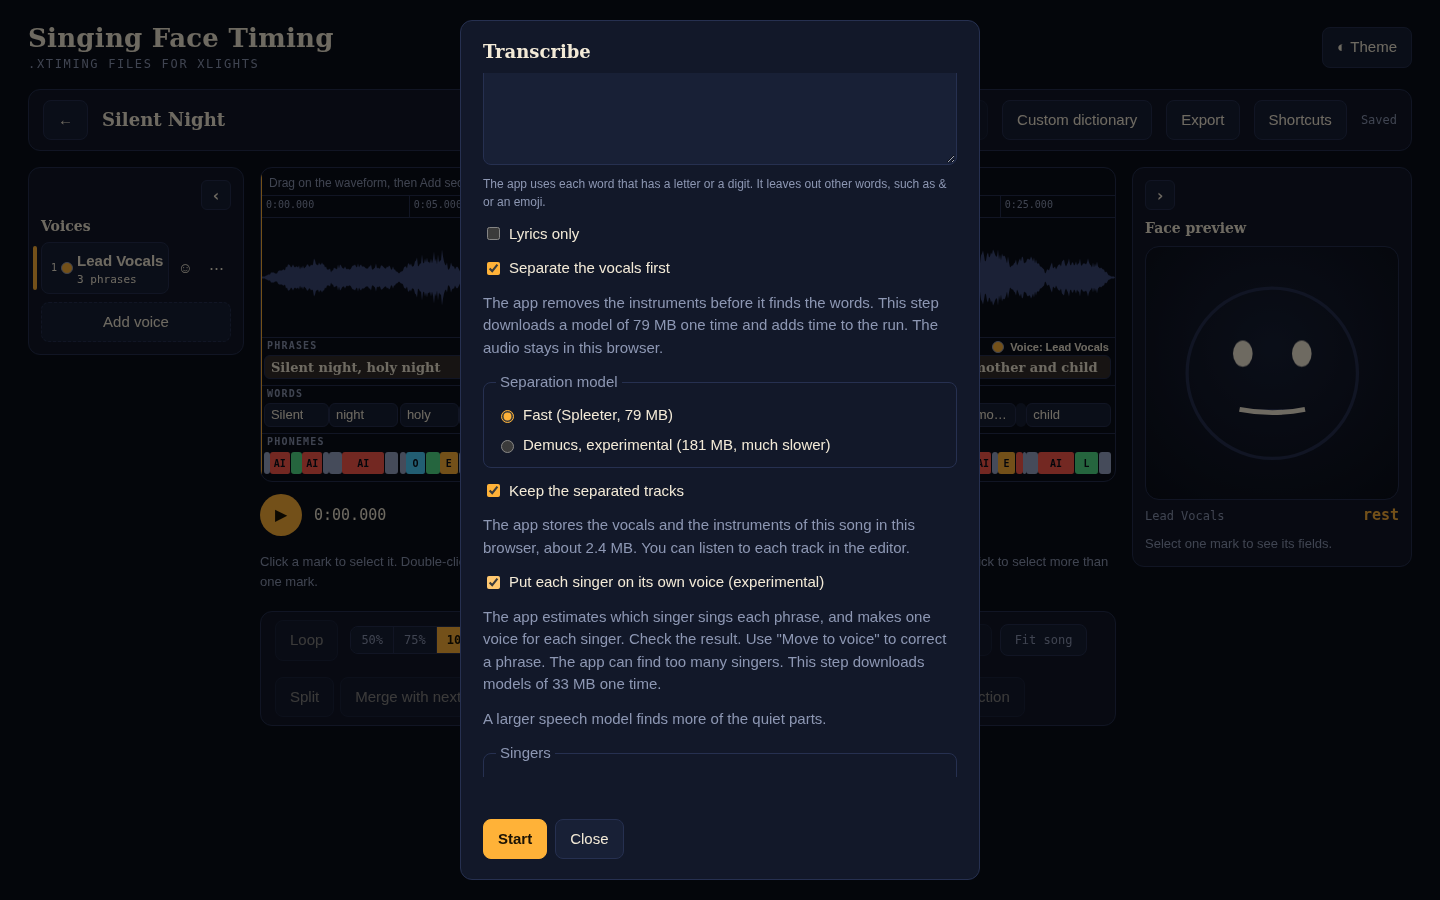 Singing Face Timing
.XTIMING FILES FOR XLIGHTS
Theme
←
Silent Night
Custom dictionary
Export
Shortcuts
Saved
Transcribe
The app uses each word that has a letter or a digit. It leaves out other words, such as &
or an emoji.
Lyrics only
Separate the vocals first
The app removes the instruments before it finds the words. This step
downloads a model of 79 MB one time and adds time to the run. The
audio stays in this browser.
Separation model
Fast (Spleeter, 79 MB)
Demucs, experimental (181 MB, much slower)
Keep the separated tracks
The app stores the vocals and the instruments of this song in this
browser, about 2.4 MB. You can listen to each track in the editor.
Put each singer on its own voice (experimental)
The app estimates which singer sings each phrase, and makes one
voice for each singer. Check the result. Use "Move to voice" to correct
a phrase. The app can find too many singers. This step downloads
models of 33 MB one time.
A larger speech model finds more of the quiet parts.
Singers
Start
Close
‹
Voices
1
Lead Vocals
3 phrases
Add voice
Drag on the waveform, then Add sec
0:00.000
0:05.000
0:25.000
PHRASES
Voice: Lead Vocals
Silent night, holy night
mother and child
WORDS
Silent
night
holy
mo…
child
PHONEMES
AI
AI
AI
O
E
AI
E
AI
L
0:00.000
Click a mark to select it. Double-cli
ck to select more than
one mark.
Loop
50%
75%
10
Fit song
Split
Merge with next
ction
›
Face preview
Lead Vocals
rest
Select one mark to see its fields.